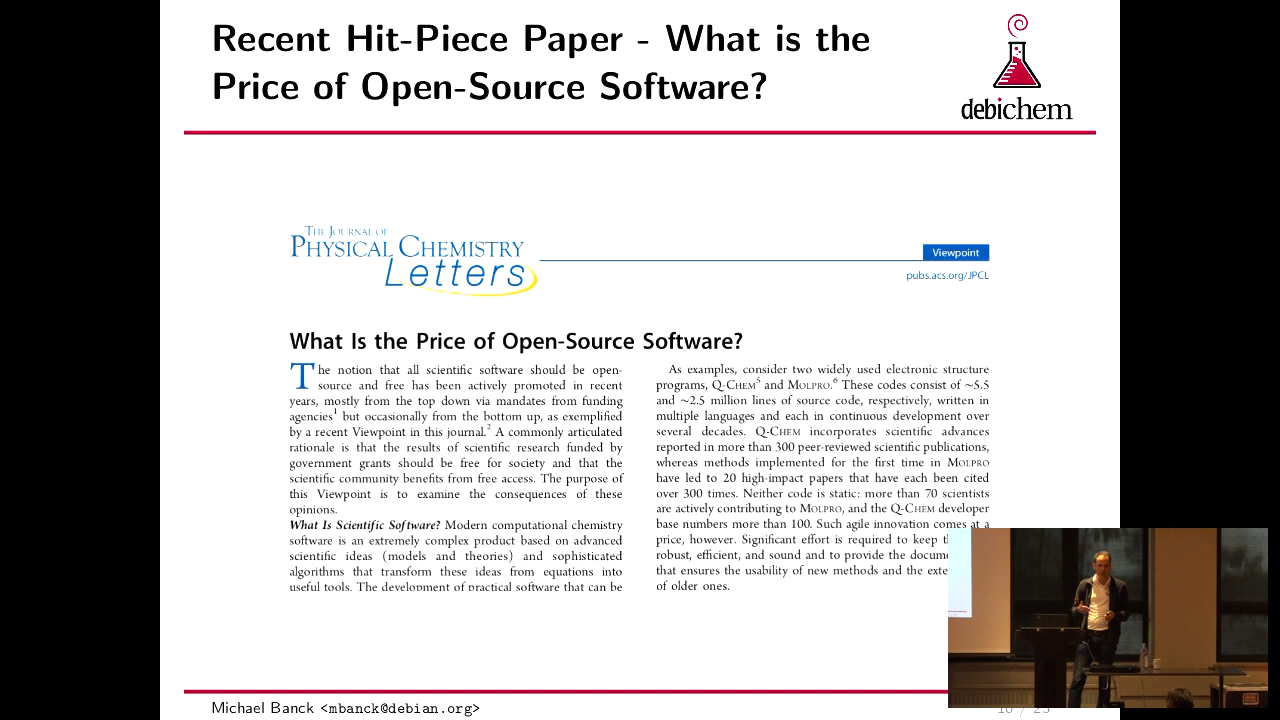 Recent Hit-Piece Paper - What is the
Price of Open-Source Software?
debichem
THE JOURNAL OF
PHYSICAL CHEMISTRY
Letters
Viewpoint
pubs.acs.org/JPCL
What Is the Price of Open-Source Software?
The notion that all scientific software should be open-
source and free has been actively promoted in recent
years, mostly from the top down via mandates from funding
agencies1 but occasionally from the bottom up, as exemplified
by a recent Viewpoint in this journal.2 A commonly articulated
rationale is that the results of scientific research funded by
government grants should be free for society and that the
scientific community benefits from free access. The purpose of
this Viewpoint is to examine the consequences of these
opinions.
What Is Scientific Software? Modern computational chemistry
software is an extremely complex product based on advanced
scientific ideas (models and theories) and sophisticated
algorithms that transform these ideas from equations into
useful tools. The development of practical software that can be
As examples, consider two widely used electronic structure
programs, Q-CHEM5 and MOLPRO.6 These codes consist of ~5.5
and ~2.5 million lines of source code, respectively, written in
multiple languages and each in continuous development over
several decades. Q-CHEM incorporates scientific advances
reported in more than 300 peer-reviewed scientific publications,
whereas methods implemented for the first time in MOLPRO
have led to 20 high-impact papers that have each been cited
over 300 times. Neither code is static: more than 70 scientists
are actively contributing to MOLPRO, and the Q-CHEM developer
base numbers more than 100. Such agile innovation comes at a
price, however. Significant effort is required to keep
robust, efficient, and sound and to provide the
that ensures the usability of new methods and the
of older ones.
Michael Banck <mbanck@debian.org>